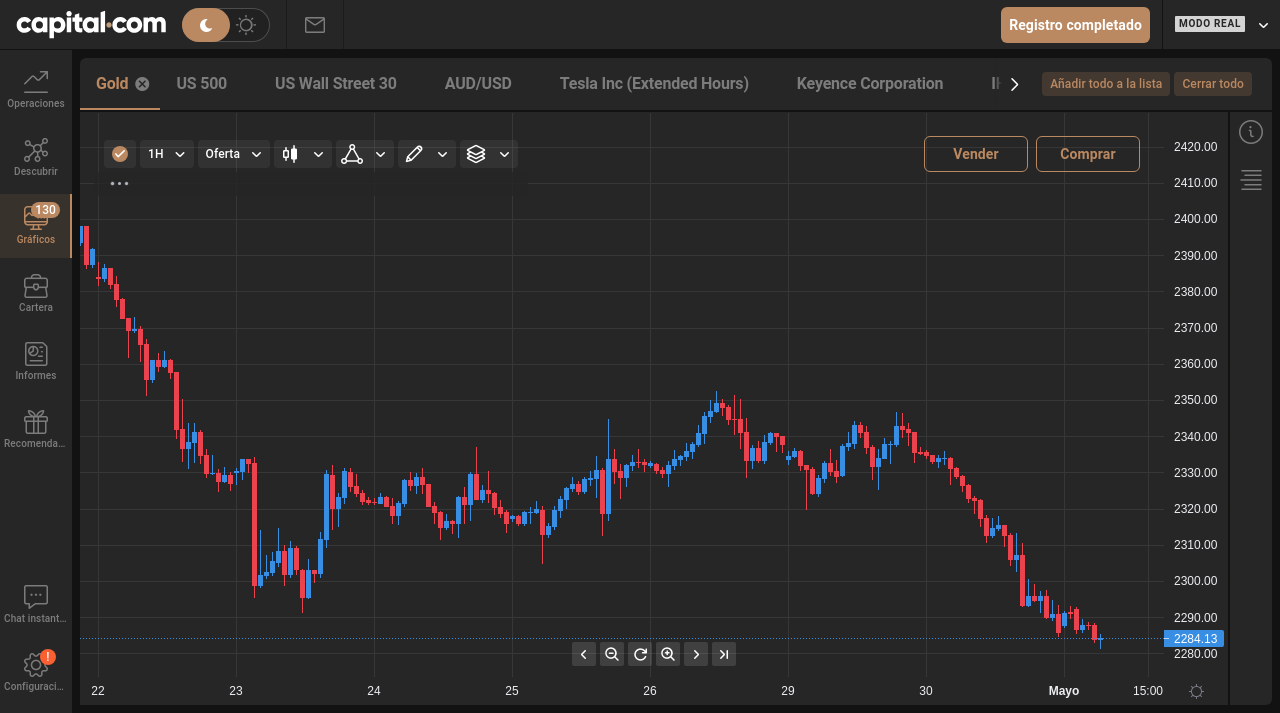 capital.com
Registro completado
MODO REAL
Operaciones
Descubrir
130
Gráficos
Cartera
Informes
Recomenda...
Chat instant...
!
Configuraci...
Gold
US 500
US Wall Street 30
AUD/USD
Tesla Inc (Extended Hours)
Keyence Corporation
Añadir todo a la lista
Cerrar todo
1H
Oferta
Vender
Comprar
2420.00
2410.00
2400.00
2390.00
2380.00
2370.00
2360.00
2350.00
2340.00
2330.00
2320.00
2310.00
2300.00
2290.00
2284.13
2280.00
22 23 24 25 26 29 30 Mayo 15:00